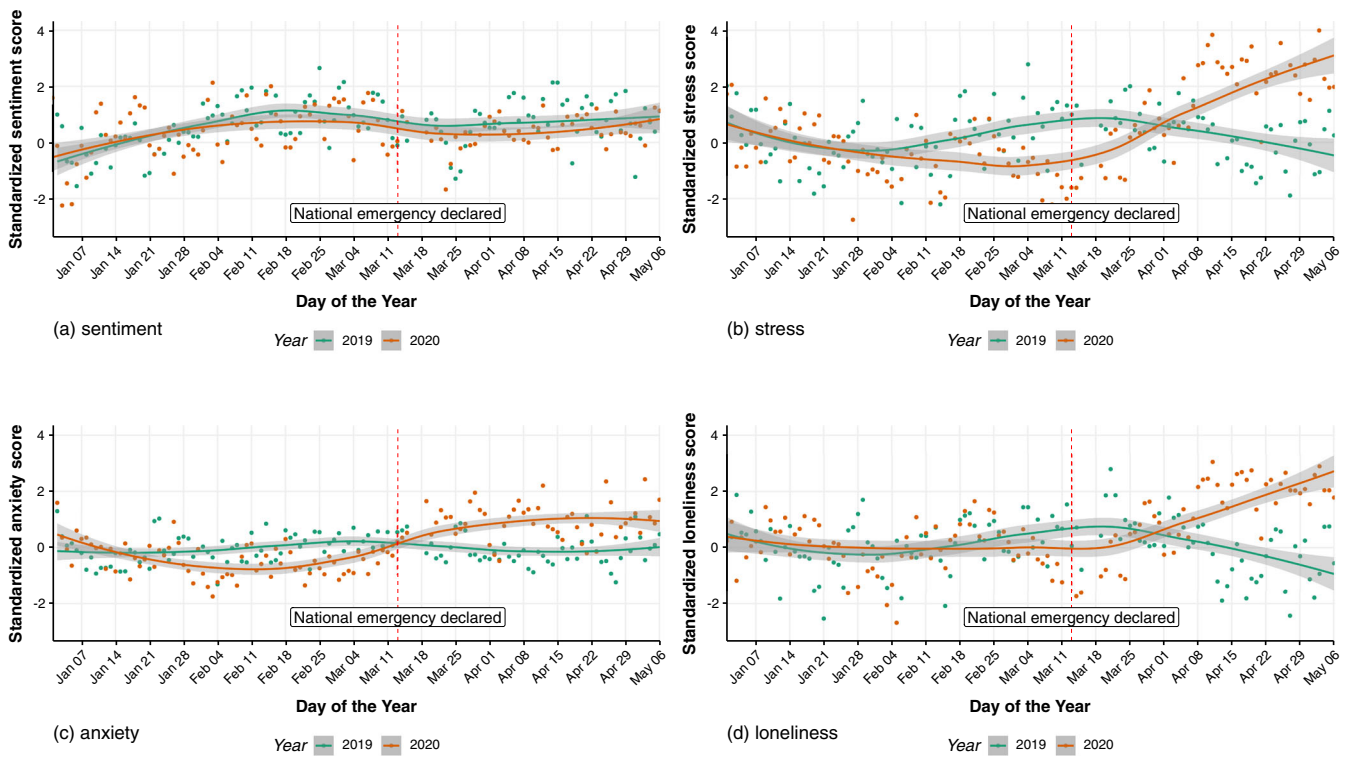 Standardized sentiment score
4
2
0
-2
National emergency declared
Jan 07
Jan 14
Jan 21
Jan 28
Feb 04
Feb 11
Feb 18
Feb 25
Mar 04
Mar 11
Mar 18
Mar 25
Apr 01
Apr 08
Apr 15
Apr 22
Apr 29
May 06
Day of the Year
(a) sentiment
Year 2019 2020
Standardized stress score
4
2
0
-2
National emergency declared
Jan 07
Jan 14
Jan 21
Jan 28
Feb 04
Feb 11
Feb 18
Feb 25
Mar 04
Mar 11
Mar 18
Mar 25
Apr 01
Apr 08
Apr 15
Apr 22
Apr 29
May 06
Day of the Year
(b) stress
Year 2019 2020
Standardized anxiety score
4
2
0
-2
National emergency declared
Jan 07
Jan 14
Jan 21
Jan 28
Feb 04
Feb 11
Feb 18
Feb 25
Mar 04
Mar 11
Mar 18
Mar 25
Apr 01
Apr 08
Apr 15
Apr 22
Apr 29
May 06
Day of the Year
(c) anxiety
Year 2019 2020
Standardized loneliness score
4
2
0
-2
National emergency declared
Jan 07
Jan 14
Jan 21
Jan 28
Feb 04
Feb 11
Feb 18
Feb 25
Mar 04
Mar 11
Mar 18
Mar 25
Apr 01
Apr 08
Apr 15
Apr 22
Apr 29
May 06
Day of the Year
(d) loneliness
Year 2019 2020